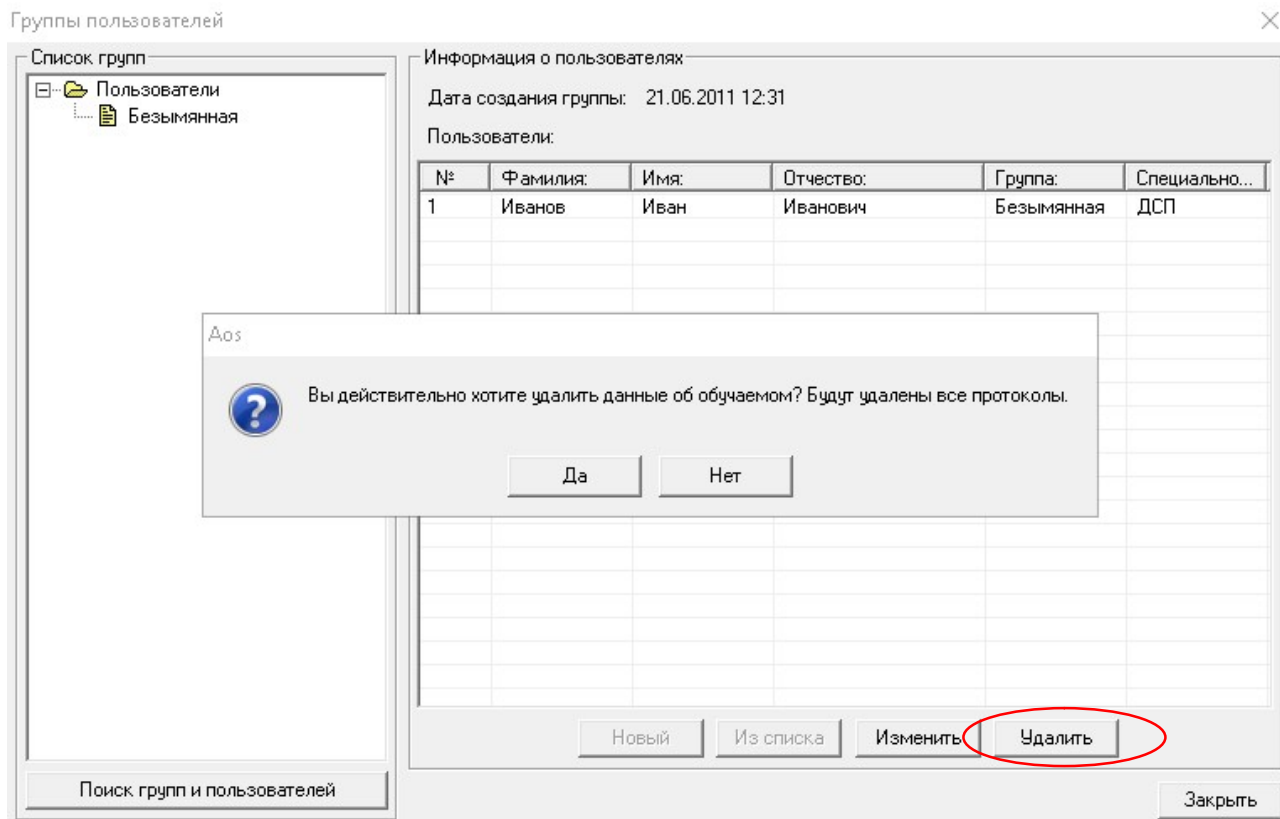 Группы пользователей
Список групп
Пользователи
Безымянная
Поиск групп и пользователей
Информация о пользователях
Дата создания группы: 21.06.2011 12:31
Пользователи:
№ Фамилия: Имя: Отчество: Группа: Специально...
1 Иванов Иван Иванович Безымянная ДСП
Aos
Вы действительно хотите удалить данные об обучаемом? Будут удалены все протоколы.
Да Нет
Новый Из списка Изменить Удалить
Закрыть